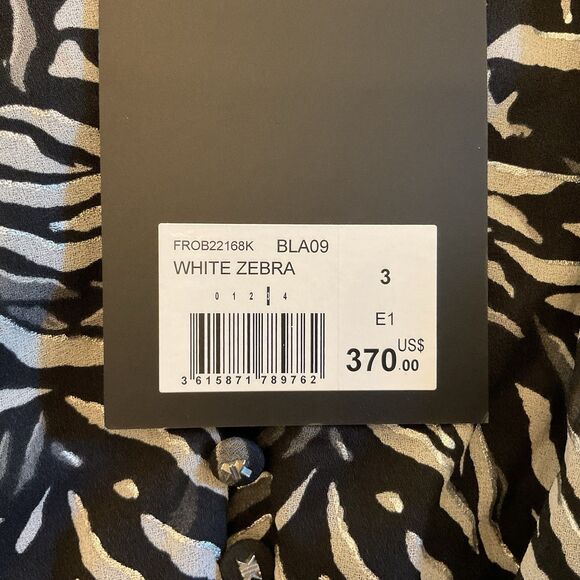 FROB22168K BLA09
WHITE ZEBRA
0 1 2 3 4
3 615871 789762
3
E1
370.00 US$